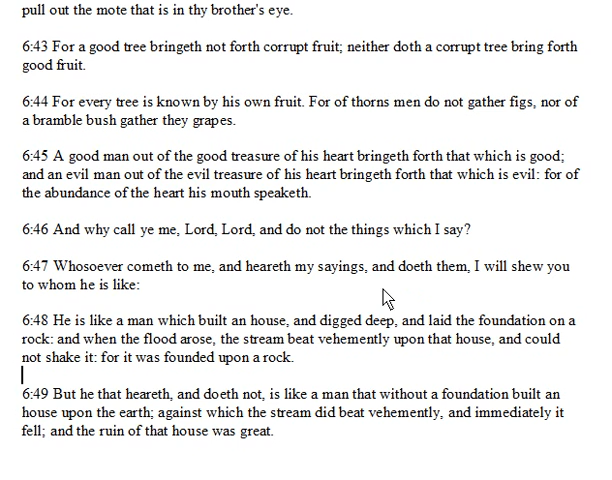 pull out the mote that is in thy brother's eye.
6:43 For a good tree bringeth not forth corrupt fruit; neither doth a corrupt tree bring forth
good fruit.
6:44 For every tree is known by his own fruit. For of thorns men do not gather figs, nor of
a bramble bush gather they grapes.
6:45 A good man out of the good treasure of his heart bringeth forth that which is good;
and an evil man out of the evil treasure of his heart bringeth forth that which is evil: for of
the abundance of the heart his mouth speaketh.
6:46 And why call ye me, Lord, Lord, and do not the things which I say?
6:47 Whosoever cometh to me, and heareth my sayings, and doeth them, I will shew you
to whom he is like:
6:48 He is like a man which built an house, and digged deep, and laid the foundation on a
rock: and when the flood arose, the stream beat vehemently upon that house, and could
not shake it: for it was founded upon a rock.
6:49 But he that heareth, and doeth not, is like a man that without a foundation built an
house upon the earth; against which the stream did beat vehemently, and immediately it
fell; and the ruin of that house was great.